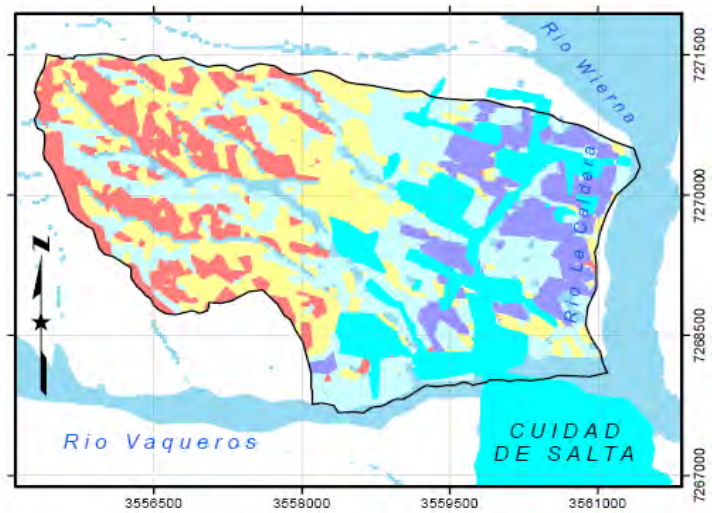 Rio Wierna
7271500
Rio La Caldera
7270000
N
7268500
Rio Vaqueros
CUIDAD
DE SALTA
7267000
3556500 3558000 3559500 3561000